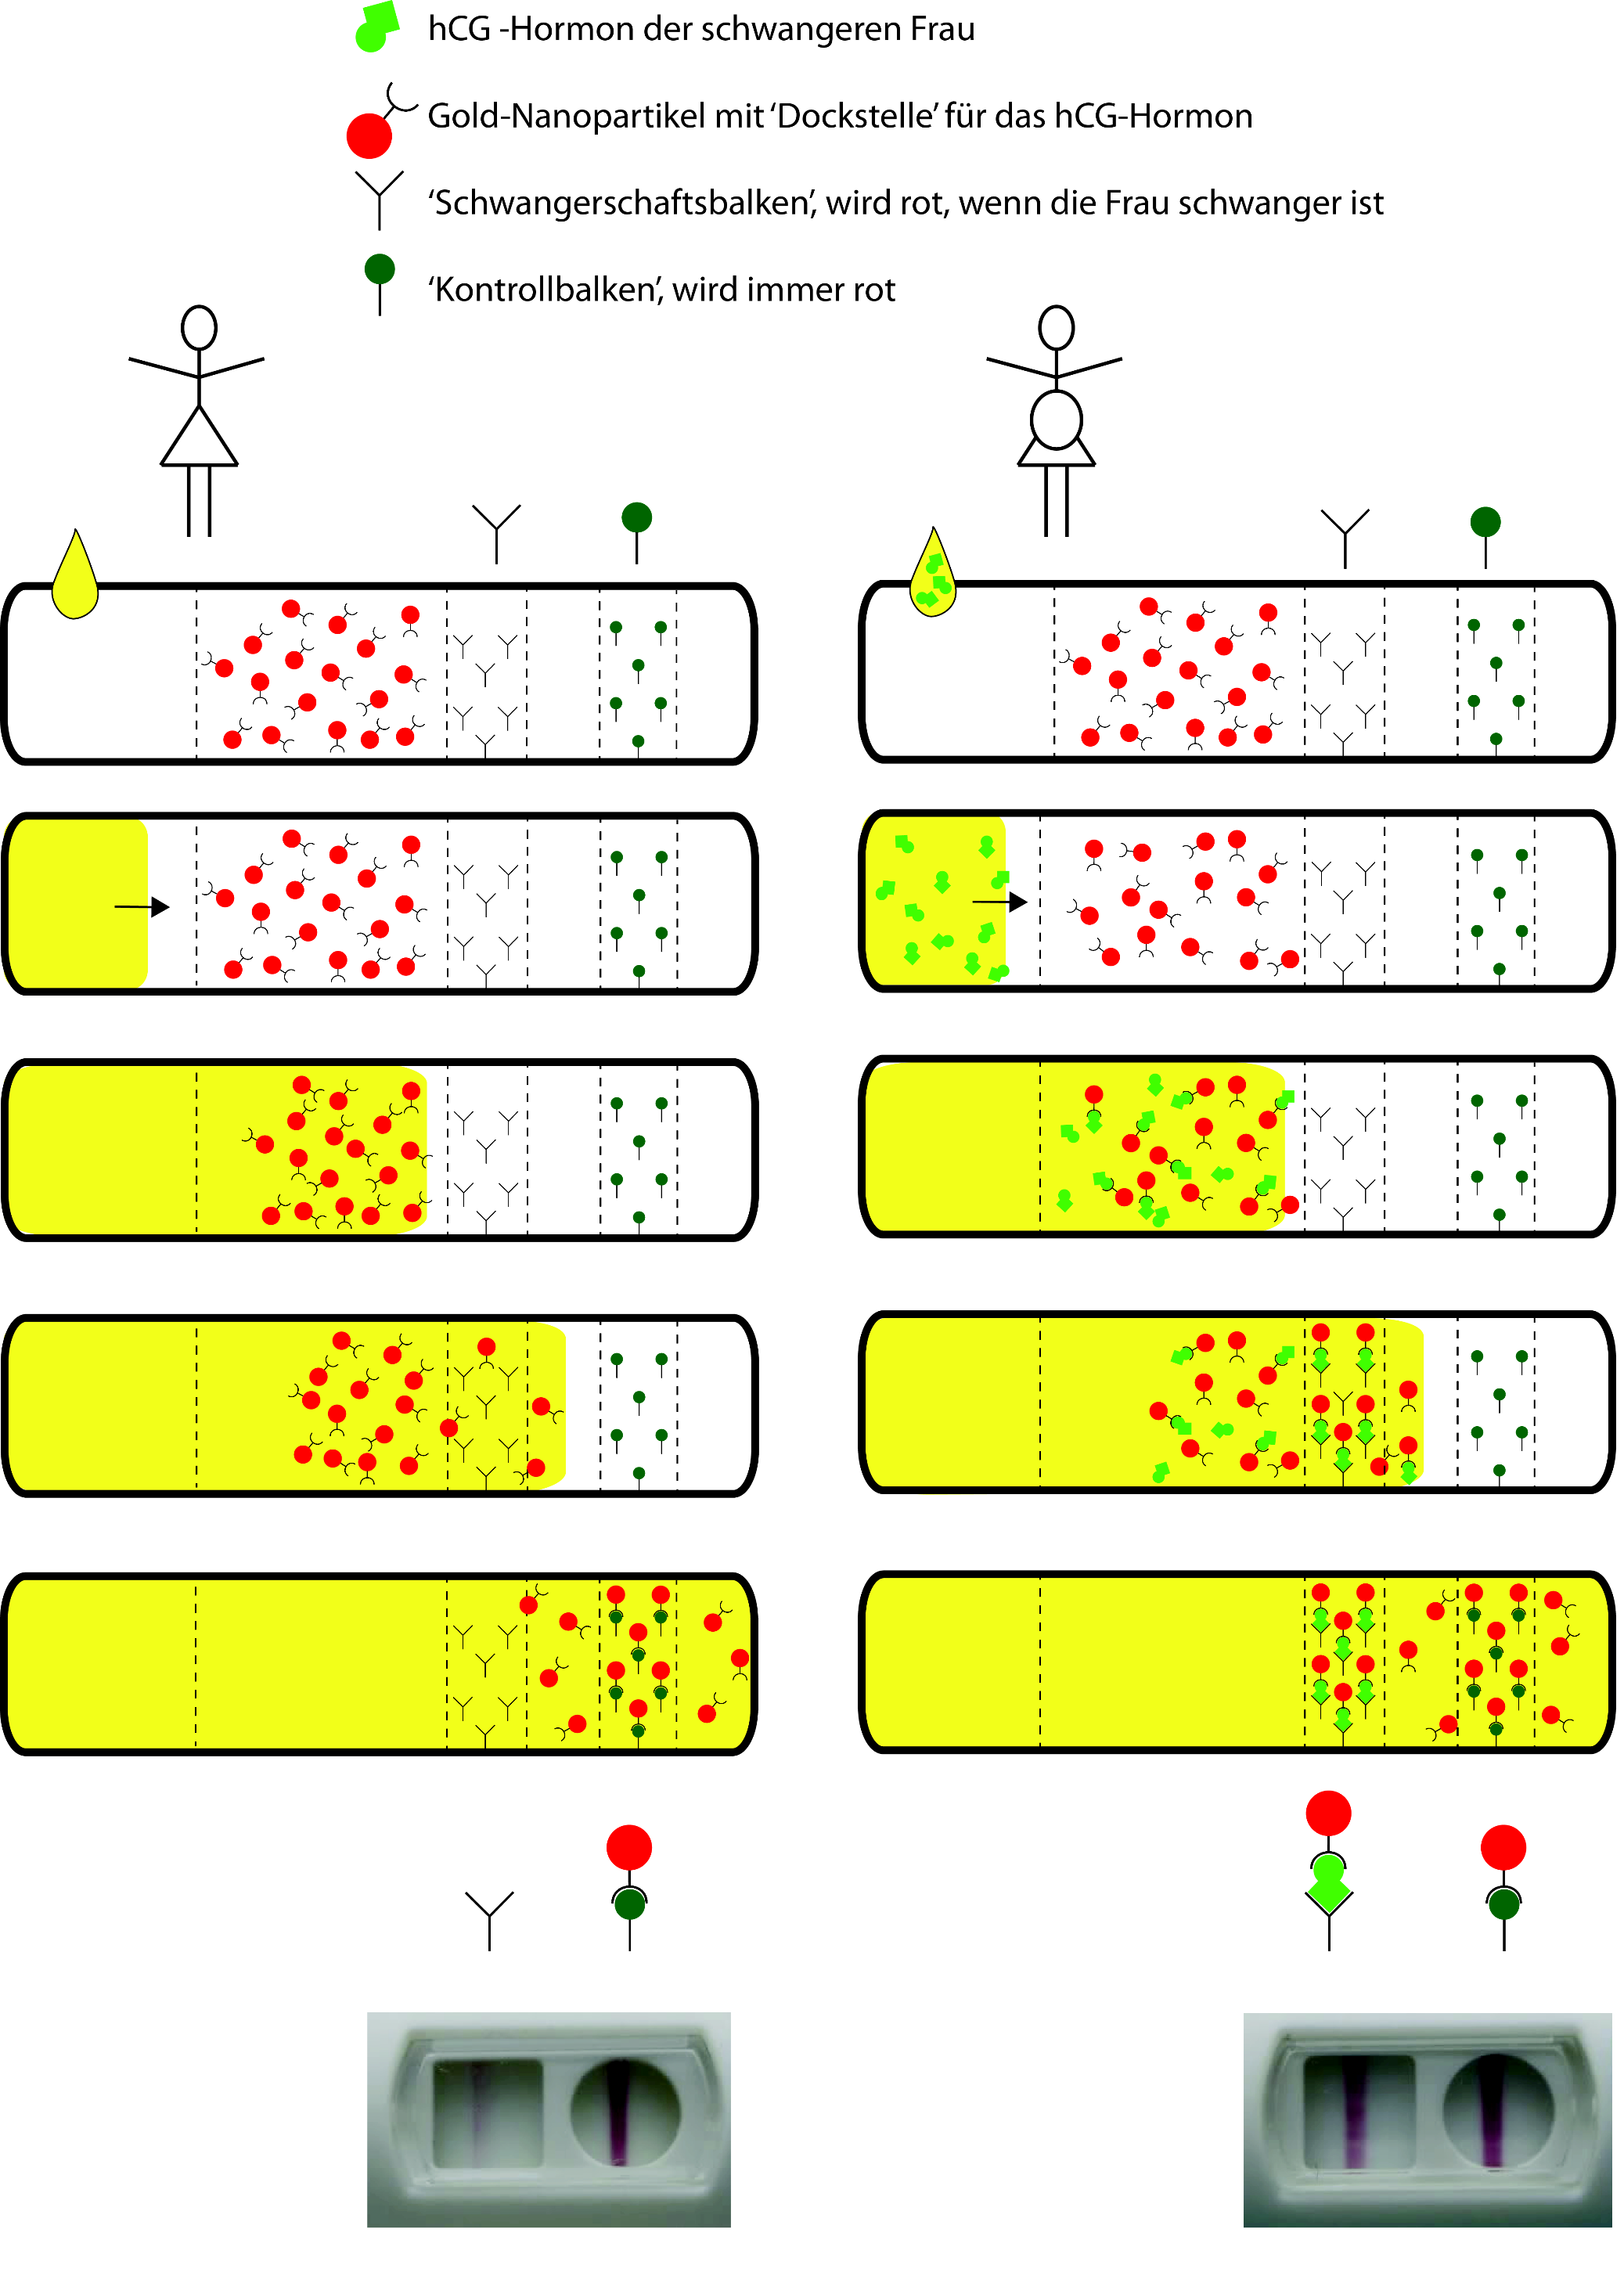 hCG -Hormon der schwangeren Frau
Gold-Nanopartikel mit ‘Dockstelle’ für das hCG-Hormon
‘Schwangerschaftsbalken’, wird rot, wenn die Frau schwanger ist
‘Kontrollbalken’, wird immer rot